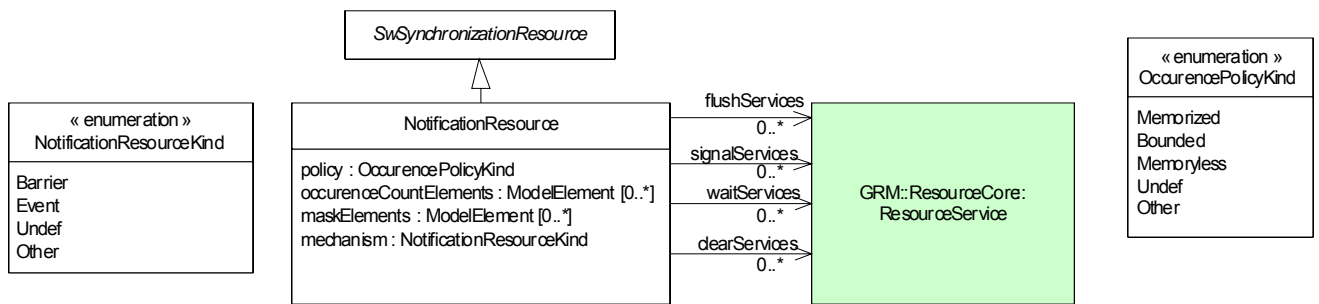 SwSynchronizationResource
« enumeration »
NotificationResourceKind
Barrier
Event
Undef
Other
NotificationResource
policy : OccurencePolicyKind
occurenceCountElements : ModelElement [0..*]
maskElements : ModelElement [0..*]
mechanism : NotificationResourceKind
flushServices
0..*
signalServices
0..*
waitServices
0..*
clearServices
0..*
GRM::ResourceCore:
ResourceService
« enumeration »
OccurencePolicyKind
Memorized
Bounded
Memoryless
Undef
Other